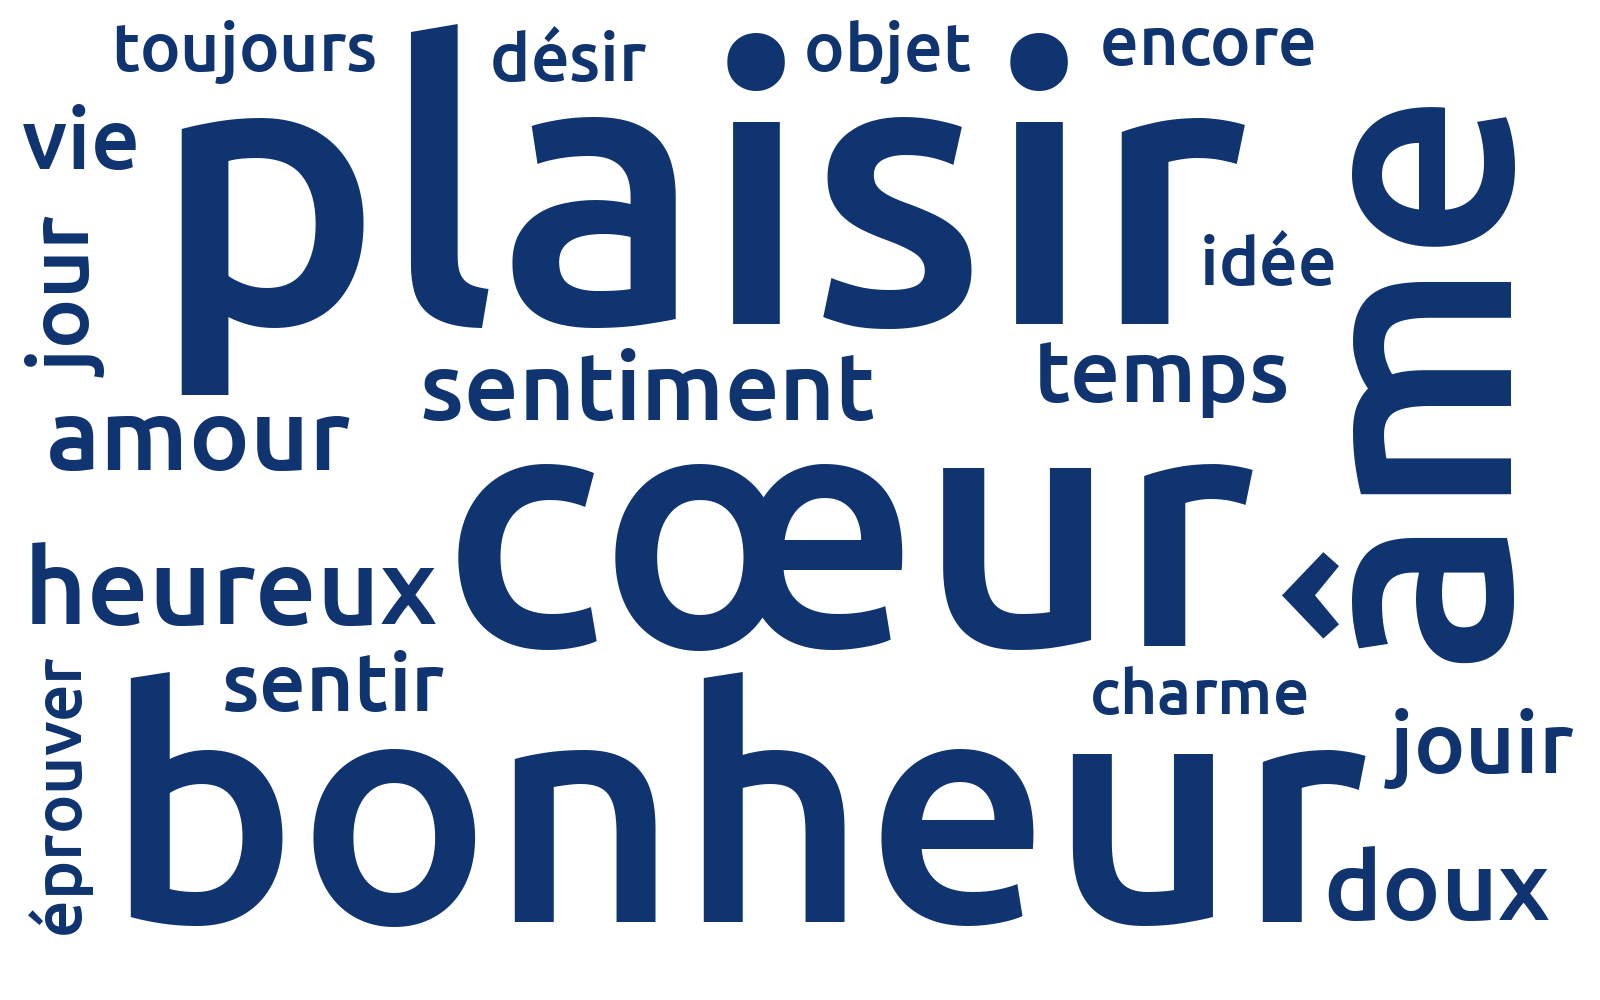 toujours
désir
objet
encore
vie
plaisir
âme
jour
idée
sentiment
temps
amour
cœur
heureux
sentir
charme
éprouver
bonheur
jouir
doux